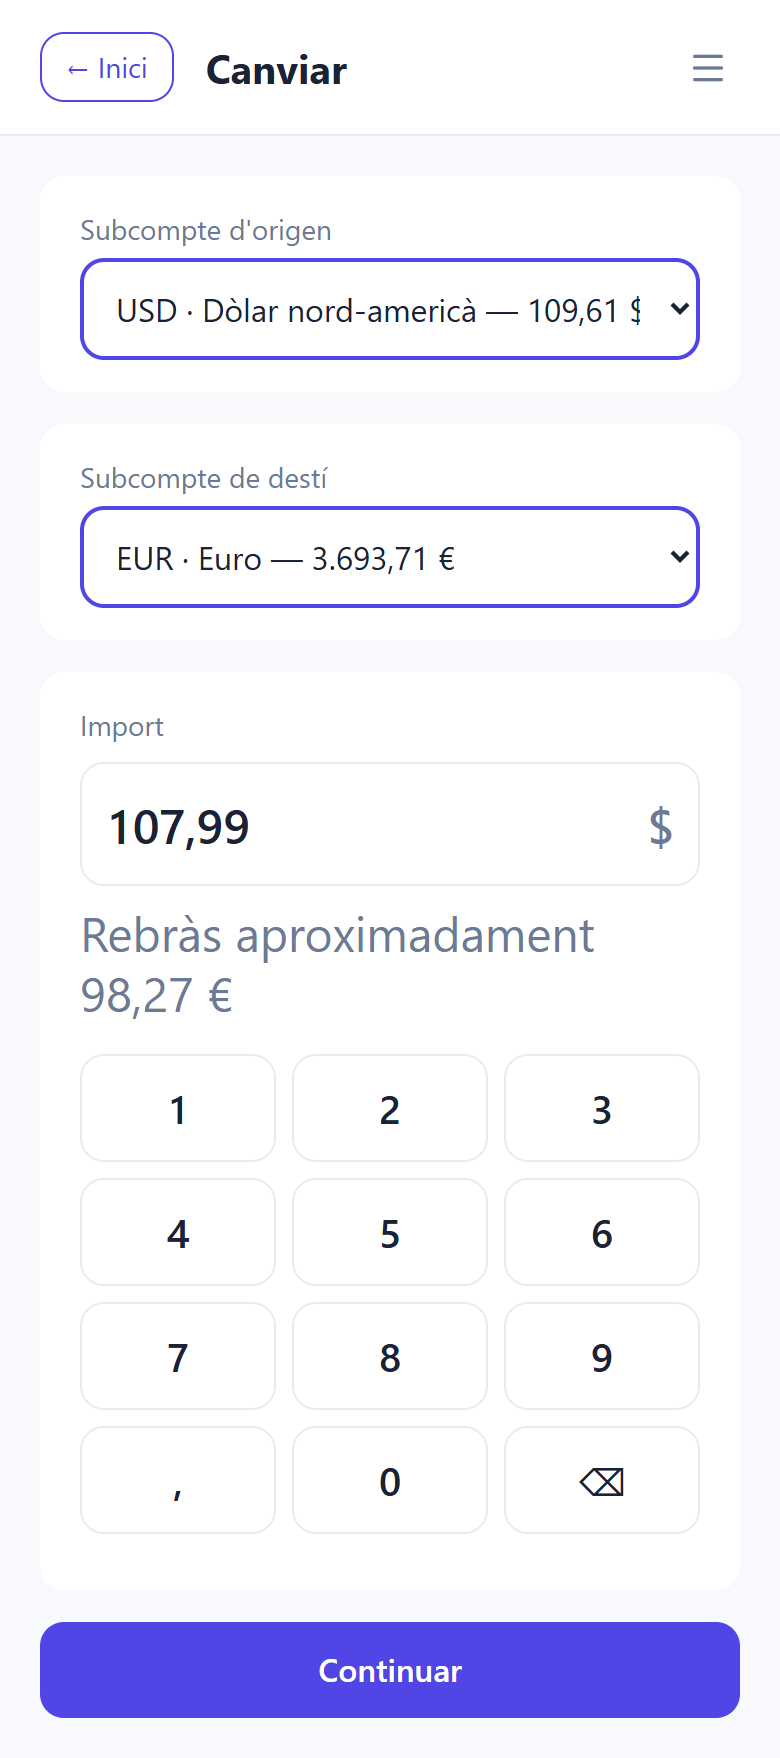 ← Inici
Canviar
Subcompte d'origen
USD · Dòlar nord-americà — 109,61 $
Subcompte de destí
EUR · Euro — 3.693,71 €
Import
107,99 $
Rebràs aproximadament
98,27 €
1 2 3
4 5 6
7 8 9
, 0 ⌫
Continuar